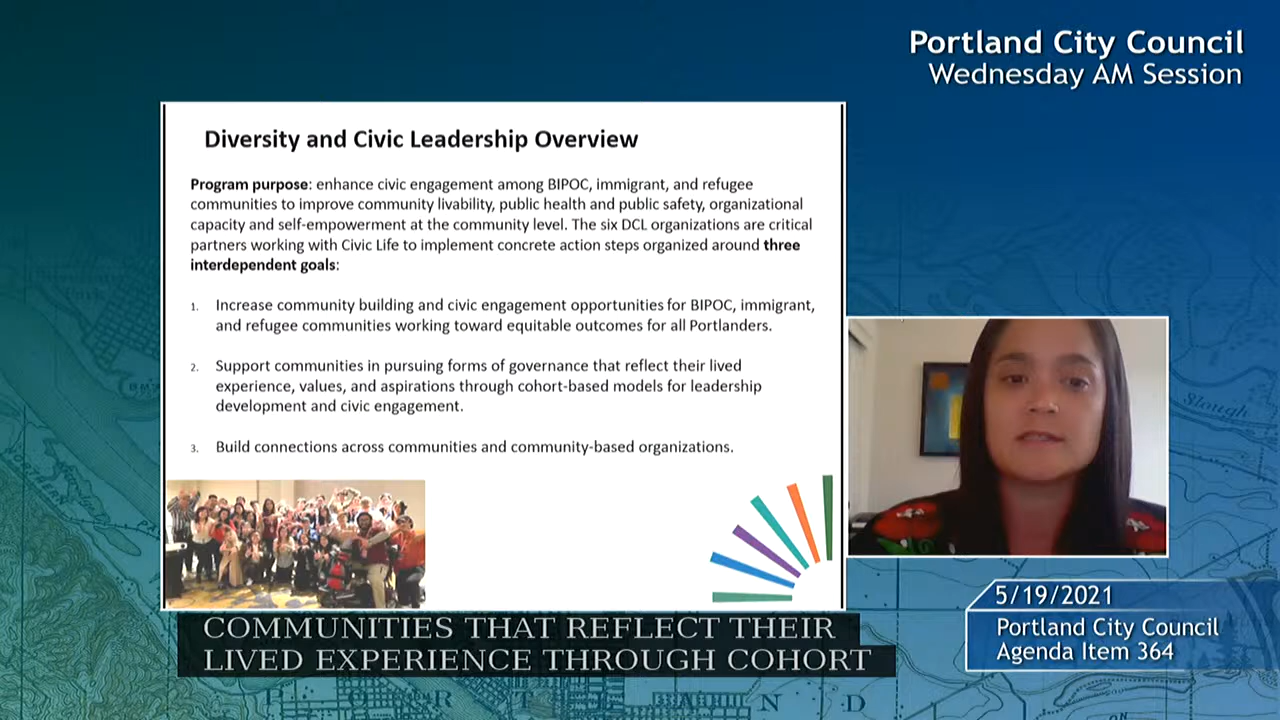 Portland City Council
Wednesday AM Session
Diversity and Civic Leadership Overview
Program purpose: enhance civic engagement among BIPOC, immigrant, and refugee
communities to improve community livability, public health and public safety, organizational
capacity and self-empowerment at the community level. The six DCL organizations are critical
partners working with Civic Life to implement concrete action steps organized around three
interdependent goals:
1. Increase community building and civic engagement opportunities for BIPOC, immigrant,
and refugee communities working toward equitable outcomes for all Portlanders.
2. Support communities in pursuing forms of governance that reflect their lived
experience, values, and aspirations through cohort-based models for leadership
development and civic engagement.
3. Build connections across communities and community-based organizations.
Slough
5/19/2021
Portland City Council
Agenda Item 364
COMMUNITIES THAT REFLECT THEIR
LIVED EXPERIENCE THROUGH COHORT